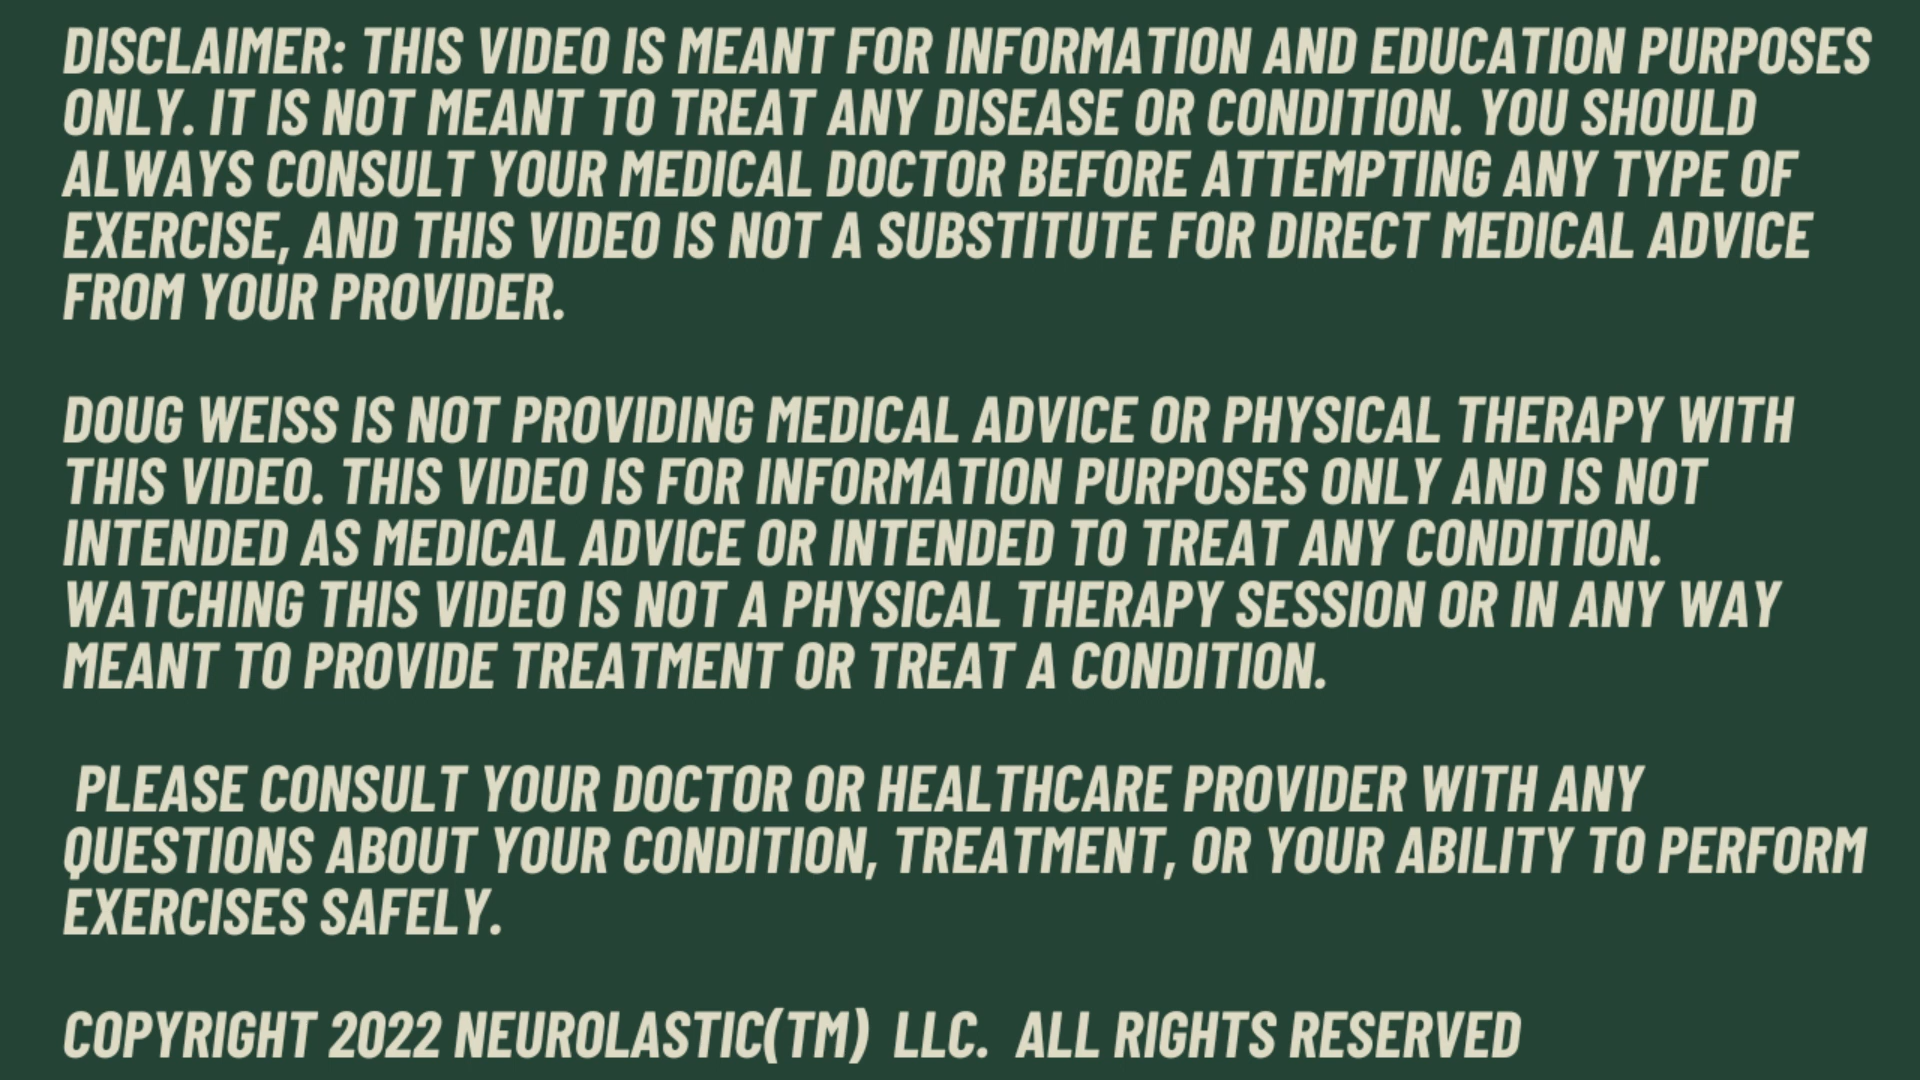 DISCLAIMER: THIS VIDEO IS MEANT FOR INFORMATION AND EDUCATION PURPOSES
ONLY. IT IS NOT MEANT TO TREAT ANY DISEASE OR CONDITION. YOU SHOULD
ALWAYS CONSULT YOUR MEDICAL DOCTOR BEFORE ATTEMPTING ANY TYPE OF
EXERCISE, AND THIS VIDEO IS NOT A SUBSTITUTE FOR DIRECT MEDICAL ADVICE
FROM YOUR PROVIDER.
DOUG WEISS IS NOT PROVIDING MEDICAL ADVICE OR PHYSICAL THERAPY WITH
THIS VIDEO. THIS VIDEO IS FOR INFORMATION PURPOSES ONLY AND IS NOT
INTENDED AS MEDICAL ADVICE OR INTENDED TO TREAT ANY CONDITION.
WATCHING THIS VIDEO IS NOT A PHYSICAL THERAPY SESSION OR IN ANY WAY
MEANT TO PROVIDE TREATMENT OR TREAT A CONDITION.
PLEASE CONSULT YOUR DOCTOR OR HEALTHCARE PROVIDER WITH ANY
QUESTIONS ABOUT YOUR CONDITION, TREATMENT, OR YOUR ABILITY TO PERFORM
EXERCISES SAFELY.
COPYRIGHT 2022 NEUROLASTIC(TM) LLC. ALL RIGHTS RESERVED